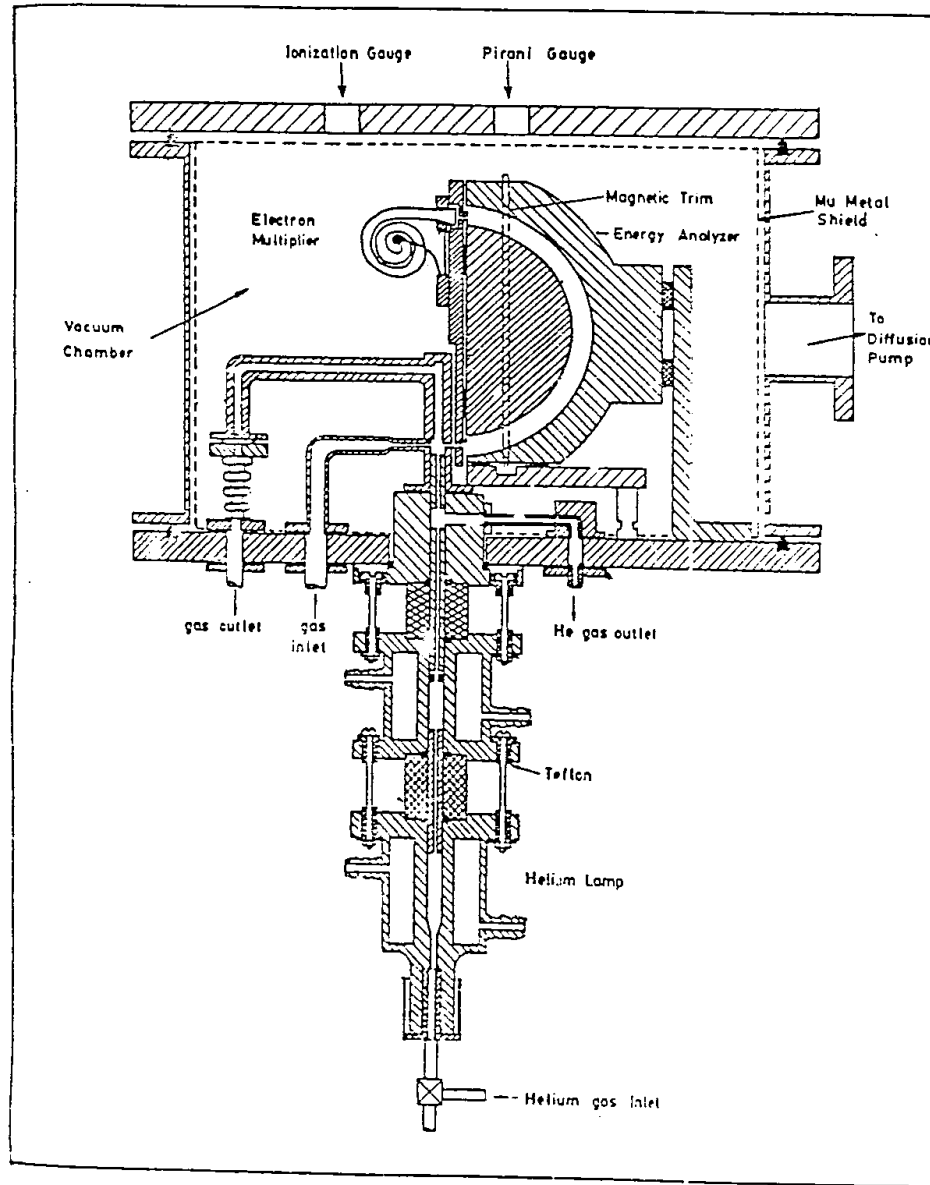 Ionization Gauge
Pirani Gauge
Magnetic Trim
Mu Metal
Shield
Electron
Multiplier
Energy Analyzer
Vacuum
Chamber
To
Diffusion
Pump
gas outlet
gas
inlet
He gas outlet
Teflon
Helium Lamp
Helium gas Inlet